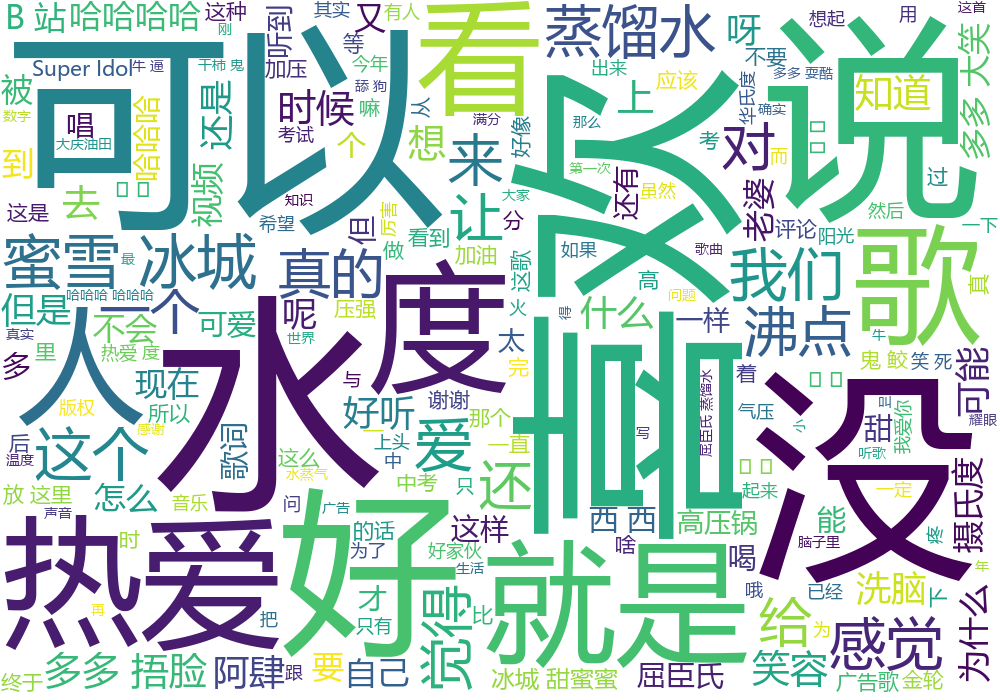 B 站
哈哈哈哈
这种
又
其实
有人
想起
用
这首
刚
听到
等
看
蒸馏水
呀
不要
多多 耍酷
大笑
Super Idol
牛 逼
干柿 鬼
加压
今年
出来
应该
多多
被
哈哈哈
还是
舔 狗
时候
嘛
从
满分
华氏度
确实
知道
数字
唱
大庆油田
考试
个
想
好像
那么
上
对
考
而
到
可以
欢
说
去
视频
知识
来
第一次
还有
虽然
老婆
过
这是
希望
但
厉害
做
看到
让
分
大家
评论
阳光
然后
一下
蜜雪
冰城
最
真的
加油
这歌
如果
高
歌曲
我们
歌
真
但是
一个
哈哈哈 哈哈哈
呢
压强
火
什么
问题
得
一样
沸点
牛
真实
不会
可爱
世界
度
太
多
里
热爱 度
人
水
与
好听
谢谢
那个
完
喜
着
鬼 鲛
笑 死
可能
现在
版权
所以
一
上头
中
爱
一直
气压
小
没
叫
甜
我爱你
耀眼
后
温度
感谢
这个
歌词
这么
水蒸气
中考
只
还
写
屈臣氏 蒸馏水
听歌
放
这里
怎么
音乐
问
广告
的话
这样
西 西
高压锅
起来
能
一定
摄氏度
声音
时
为了
好家伙
啥
喝
脑子里
疼
热爱
好
生活
就是
哦
已经
洗脑
下
年
再
把
才
只有
觉得
比
给
为
感觉
为什么
终于
多多 捂脸
阿肆
跟
要
自己
冰城 甜蜜蜜
屈臣氏
笑容
广告歌
金轮